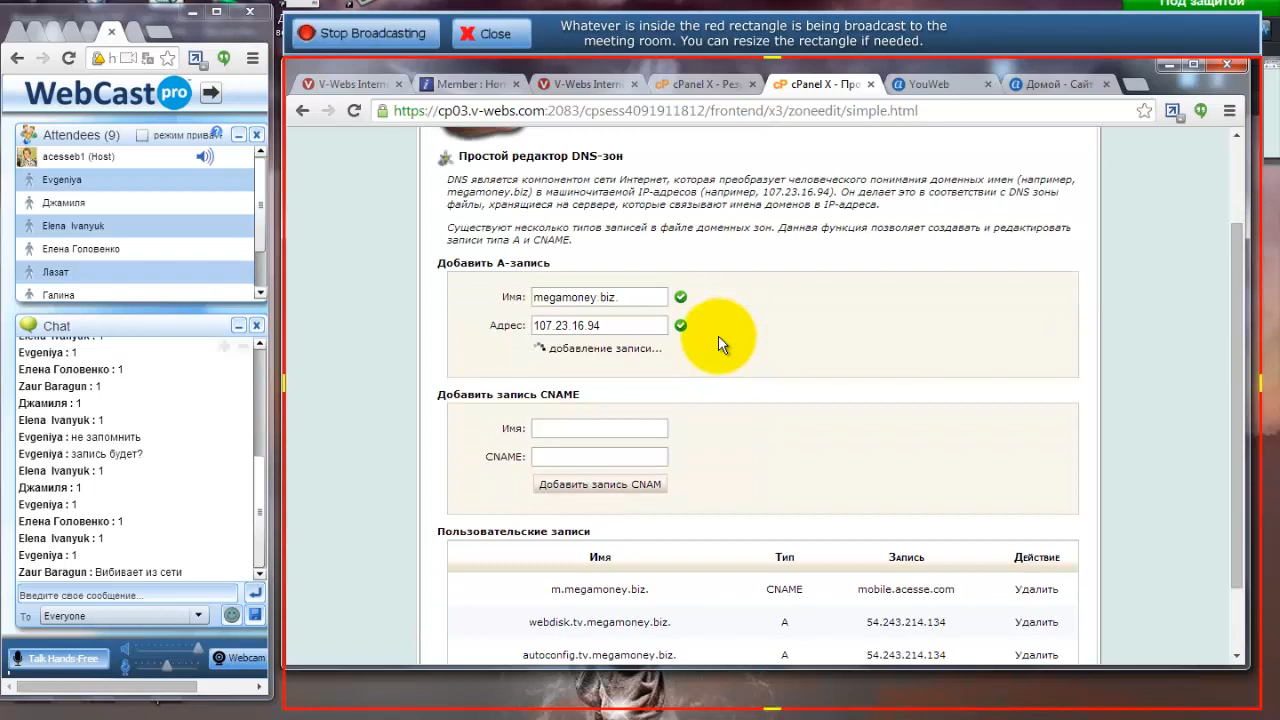 Под защитой
Stop Broadcasting
Close
Whatever is inside the red rectangle is being broadcast to the
meeting room. You can resize the rectangle if needed.
WebCast pro
Attendees (9)
режим прива
acesseb1 (Host)
Evgeniya
Джамиля
Elena Ivanyuk
Елена Головенко
Лазат
Галина
Chat
Evgeniya : 1
Елена Головенко : 1
Zaur Baragun : 1
Джамиля : 1
Elena Ivanyuk : 1
Evgeniya : не запомнить
Evgeniya : запись будет?
Elena Ivanyuk : 1
Джамиля : 1
Evgeniya : 1
Елена Головенко : 1
Elena Ivanyuk : 1
Evgeniya : 1
Zaur Baragun : Вибивает из сети
Введите свое сообщение...
To Everyone
Talk Hands-Free
Webcam
V-Webs Interne
Member : Hom
V-Webs Interne
cPanel X - Реда
cPanel X - Про
YouWeb
Домой - Сайт
https://cp03.v-webs.com:2083/cpsess4091911812/frontend/x3/zoneedit/simple.html
Простой редактор DNS-зон
DNS является компонентом сети Интернет, которая преобразует человеческого понимания доменных имен (например,
megamoney.biz) в машиночитаемой IP-адресов (например, 107.23.16.94). Он делает это в соответствии с DNS зоны
файлы, хранящиеся на сервере, которые связывают имена доменов в IP-адреса.
Существуют несколько типов записей в файле доменных зон. Данная функция позволяет создавать и редактировать
записи типа A и CNAME.
Добавить А-запись
Имя: megamoney.biz.
Адрес: 107.23.16.94
добавление записи...
Добавить запись CNAME
Имя:
CNAME:
Добавить запись CNAM
Пользовательские записи
Имя Тип Запись Действие
m.megamoney.biz. CNAME mobile.acesse.com Удалить
webdisk.tv.megamoney.biz. A 54.243.214.134 Удалить
autoconfig.tv.megamoney.biz. A 54.243.214.134 Удалить